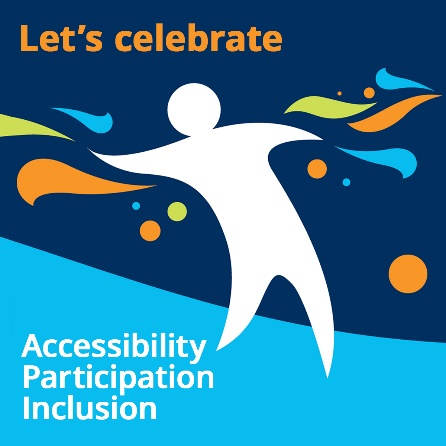 Let's celebrate
Accessibility
Participation
Inclusion